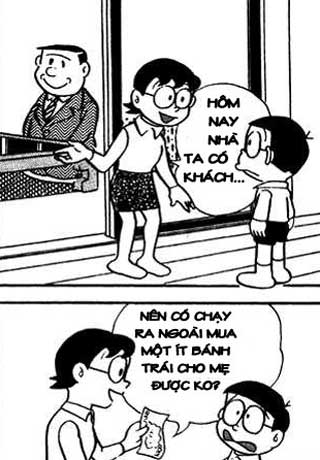 HÔM
NAY
NHÀ
TA CÓ
KHÁCH...
NÊN CÓ CHẠY
RA NGOÀI MUA
MỘT ÍT BÁNH
TRÁI CHO MẸ
ĐƯỢC KO?